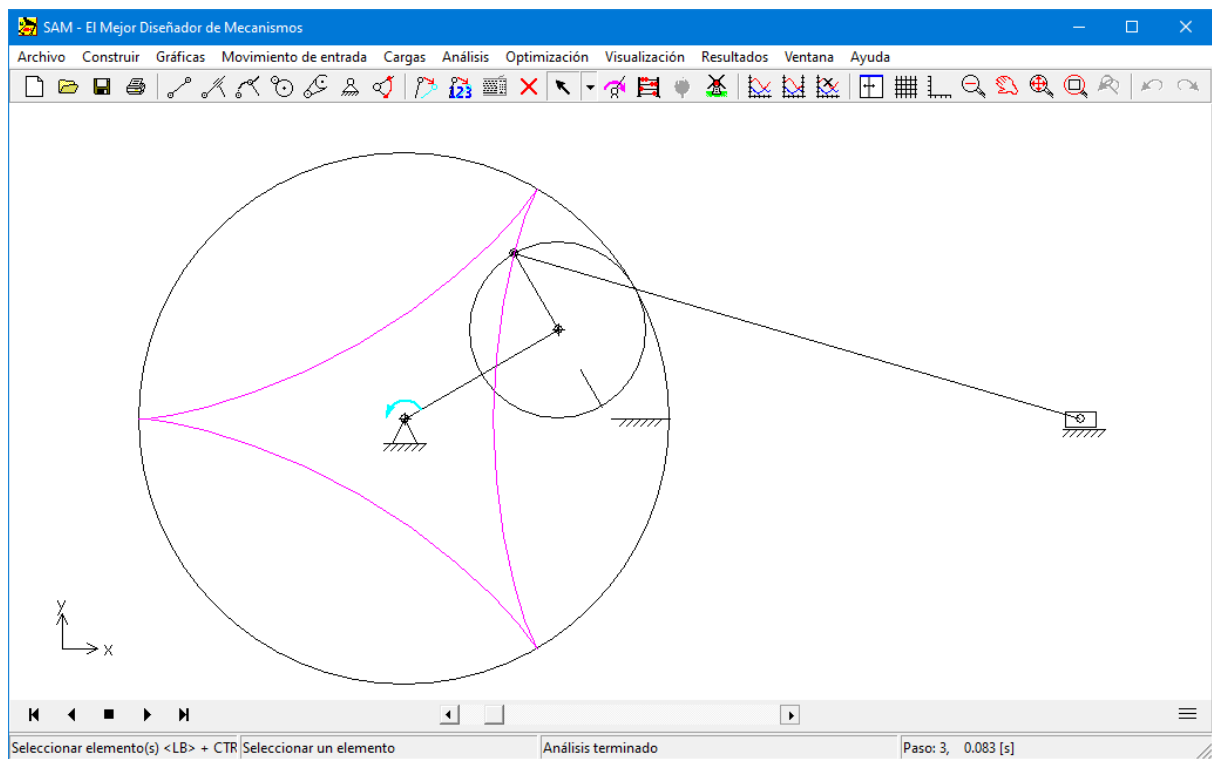 SAM - El Mejor Diseñador de Mecanismos
Archivo Construir Gráficas Movimiento de entrada Cargas Análisis Optimización Visualización Resultados Ventana Ayuda
123
y
x
Seleccionar elemento(s) <LB> + CTR Seleccionar un elemento Análisis terminado Paso: 3, 0.083 [s]